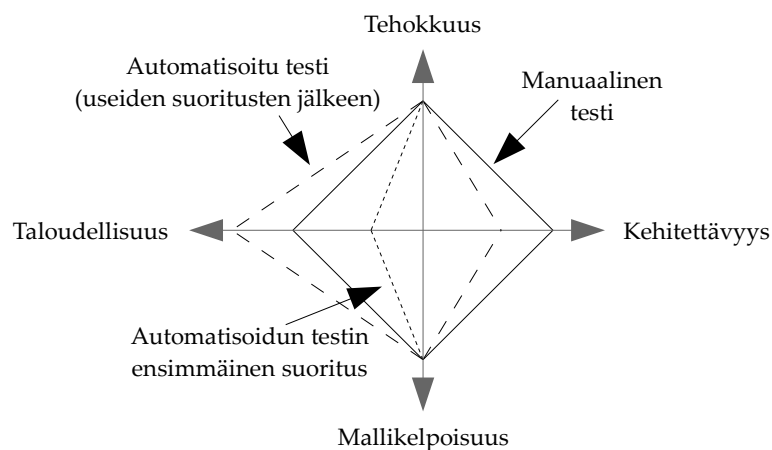 Tehokkuus
Automatisoitu testi
(useiden suoritusten jälkeen)
Manuaalinen
testi
Taloudellisuus
Kehitettävyys
Automatisoidun testin
ensimmäinen suoritus
Mallikelpoisuus